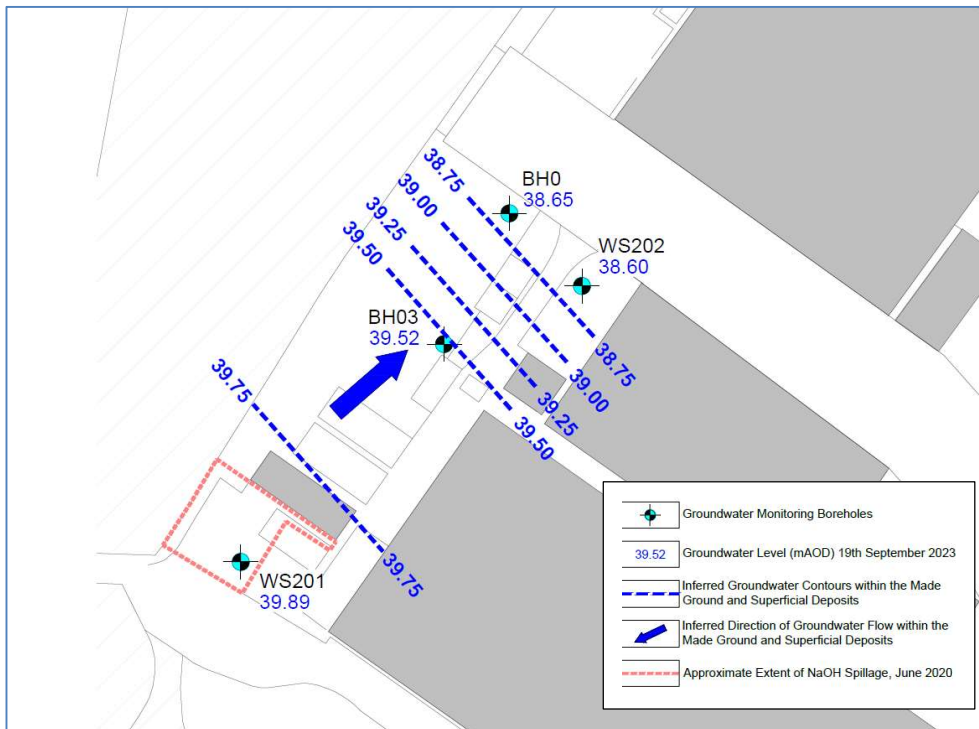 BH0
38.65
38.75
39.00
39.25
39.50
WS202
38.60
BH03
39.52
38.75
39.00
39.25
39.50
39.75
39.75
WS201
39.89
Groundwater Monitoring Boreholes
39.52
Groundwater Level (mAOD) 19th September 2023
Inferred Groundwater Contours within the Made
Ground and Superficial Deposits
Inferred Direction of Groundwater Flow within the
Made Ground and Superficial Deposits
Approximate Extent of NaOH Spillage, June 2020